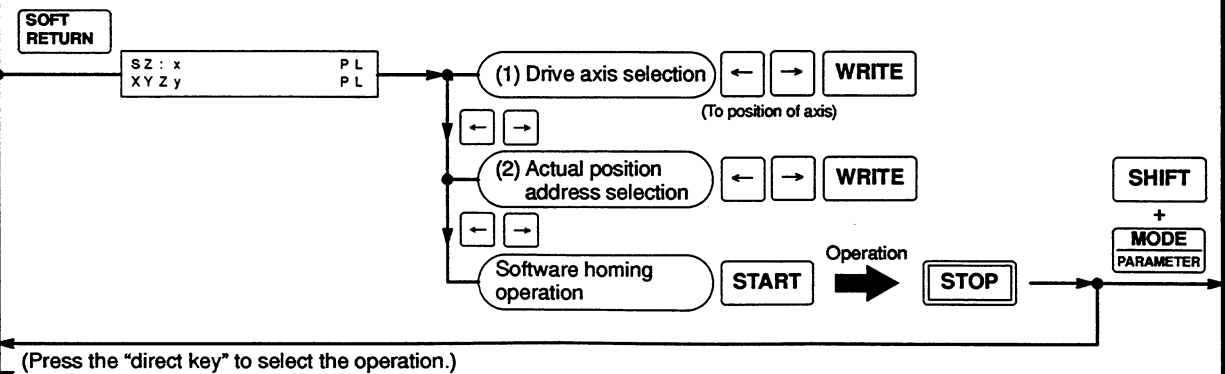 SOFT
RETURN
SZ: x PL
XYZy PL
(1) Drive axis selection ← → WRITE
(To position of axis)
← →
(2) Actual position
address selection ← → WRITE
SHIFT
+
MODE
PARAMETER
← →
Software homing
operation START
Operation
STOP
(Press the “direct key” to select the operation.)